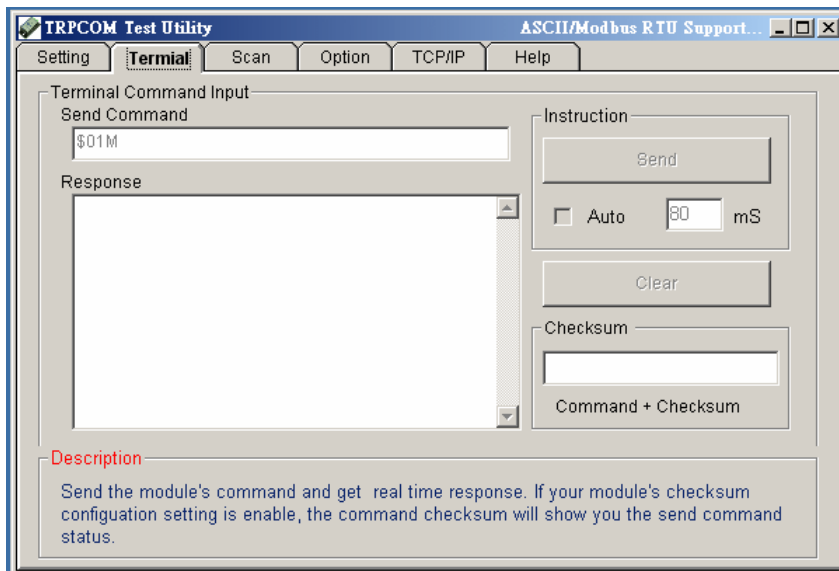 TRPCOM Test Utility ASCII/Modbus RTU Support...
Setting Termial Scan Option TCP/IP Help
Terminal Command Input
Send Command
$01M
Response
Instruction
Send
Auto 80 mS
Clear
Checksum
Command + Checksum
Description
Send the module's command and get real time response. If your module's checksum
configuation setting is enable, the command checksum will show you the send command
status.